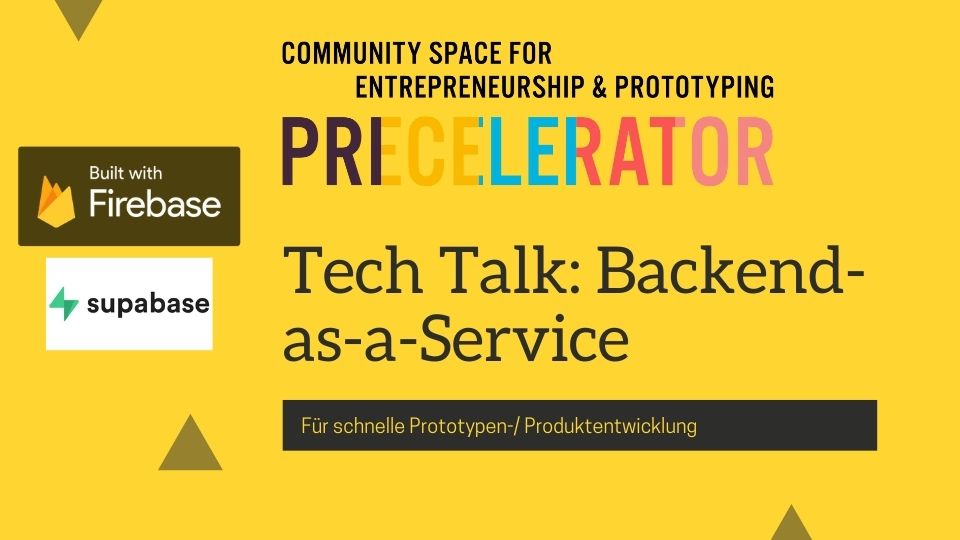 COMMUNITY SPACE FOR
ENTREPRENEURSHIP & PROTOTYPING
PRECELERATOR
Built with
Firebase
supabase
Tech Talk: Backend-
as-a-Service
Für schnelle Prototypen-/ Produktentwicklung